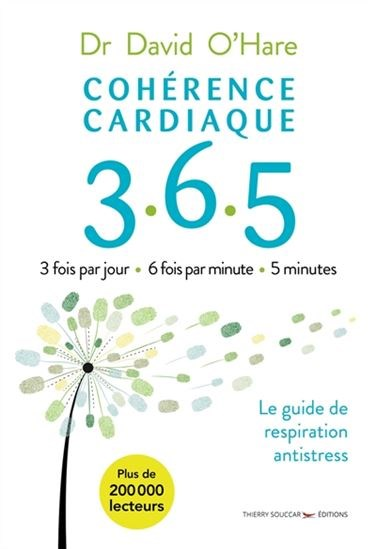 Dr David O'Hare
COHÉRENCE
CARDIAQUE
3•6•5
3 fois par jour • 6 fois par minute • 5 minutes
Le guide de
respiration
antistress
Plus de
200 000
lecteurs
THIERRY SOUCCAR ÉDITIONS